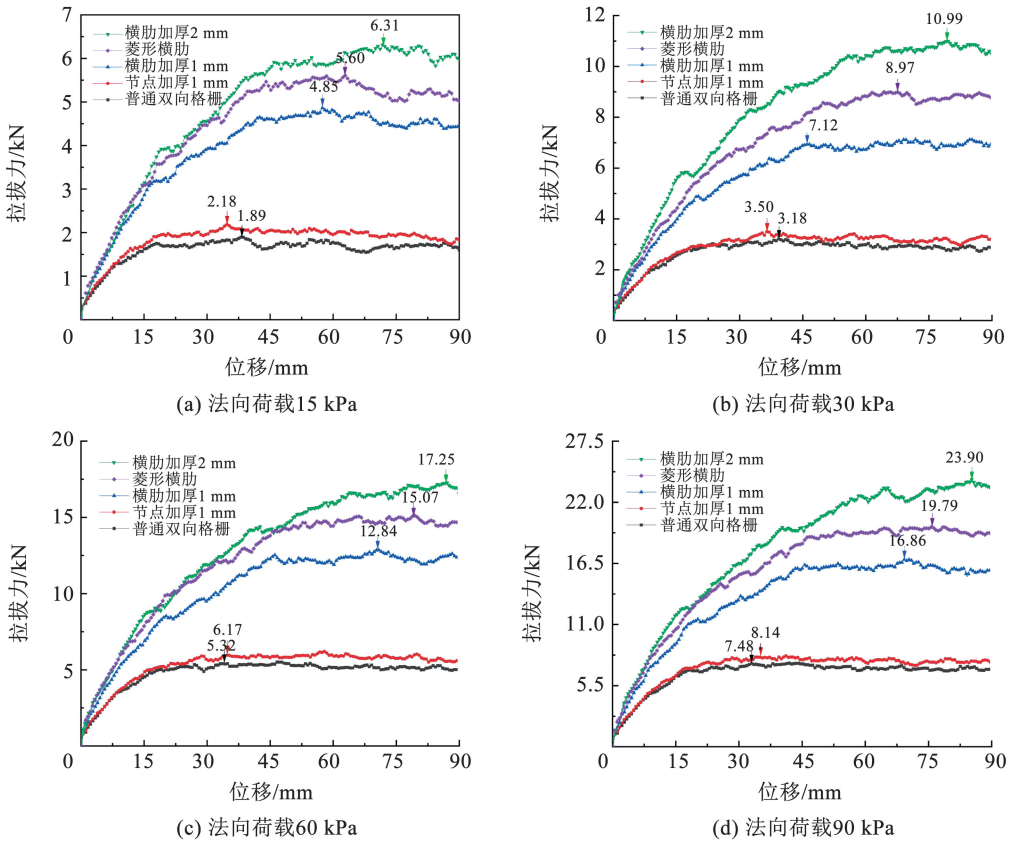 拉拔力/kN
7
6
5
4
3
2
1
0
15
30
45
60
75
90
位移/mm
横肋加厚2 mm
菱形横肋
横肋加厚1 mm
节点加厚1 mm
普通双向格栅
6.31
5.60
4.85
2.18
1.89
(a) 法向荷载15 kPa
拉拔力/kN
12
10
8
6
4
2
0
15
30
45
60
75
90
位移/mm
横肋加厚2 mm
菱形横肋
横肋加厚1 mm
节点加厚1 mm
普通双向格栅
10.99
8.97
7.12
3.50
3.18
(b) 法向荷载30 kPa
拉拔力/kN
20
15
10
5
0
15
30
45
60
75
90
位移/mm
横肋加厚2 mm
菱形横肋
横肋加厚1 mm
节点加厚1 mm
普通双向格栅
17.25
15.07
12.84
6.17
5.32
(c) 法向荷载60 kPa
拉拔力/kN
27.5
22.0
16.5
11.0
5.5
0
15
30
45
60
75
90
位移/mm
横肋加厚2 mm
菱形横肋
横肋加厚1 mm
节点加厚1 mm
普通双向格栅
23.90
19.79
16.86
7.48
8.14
(d) 法向荷载90 kPa